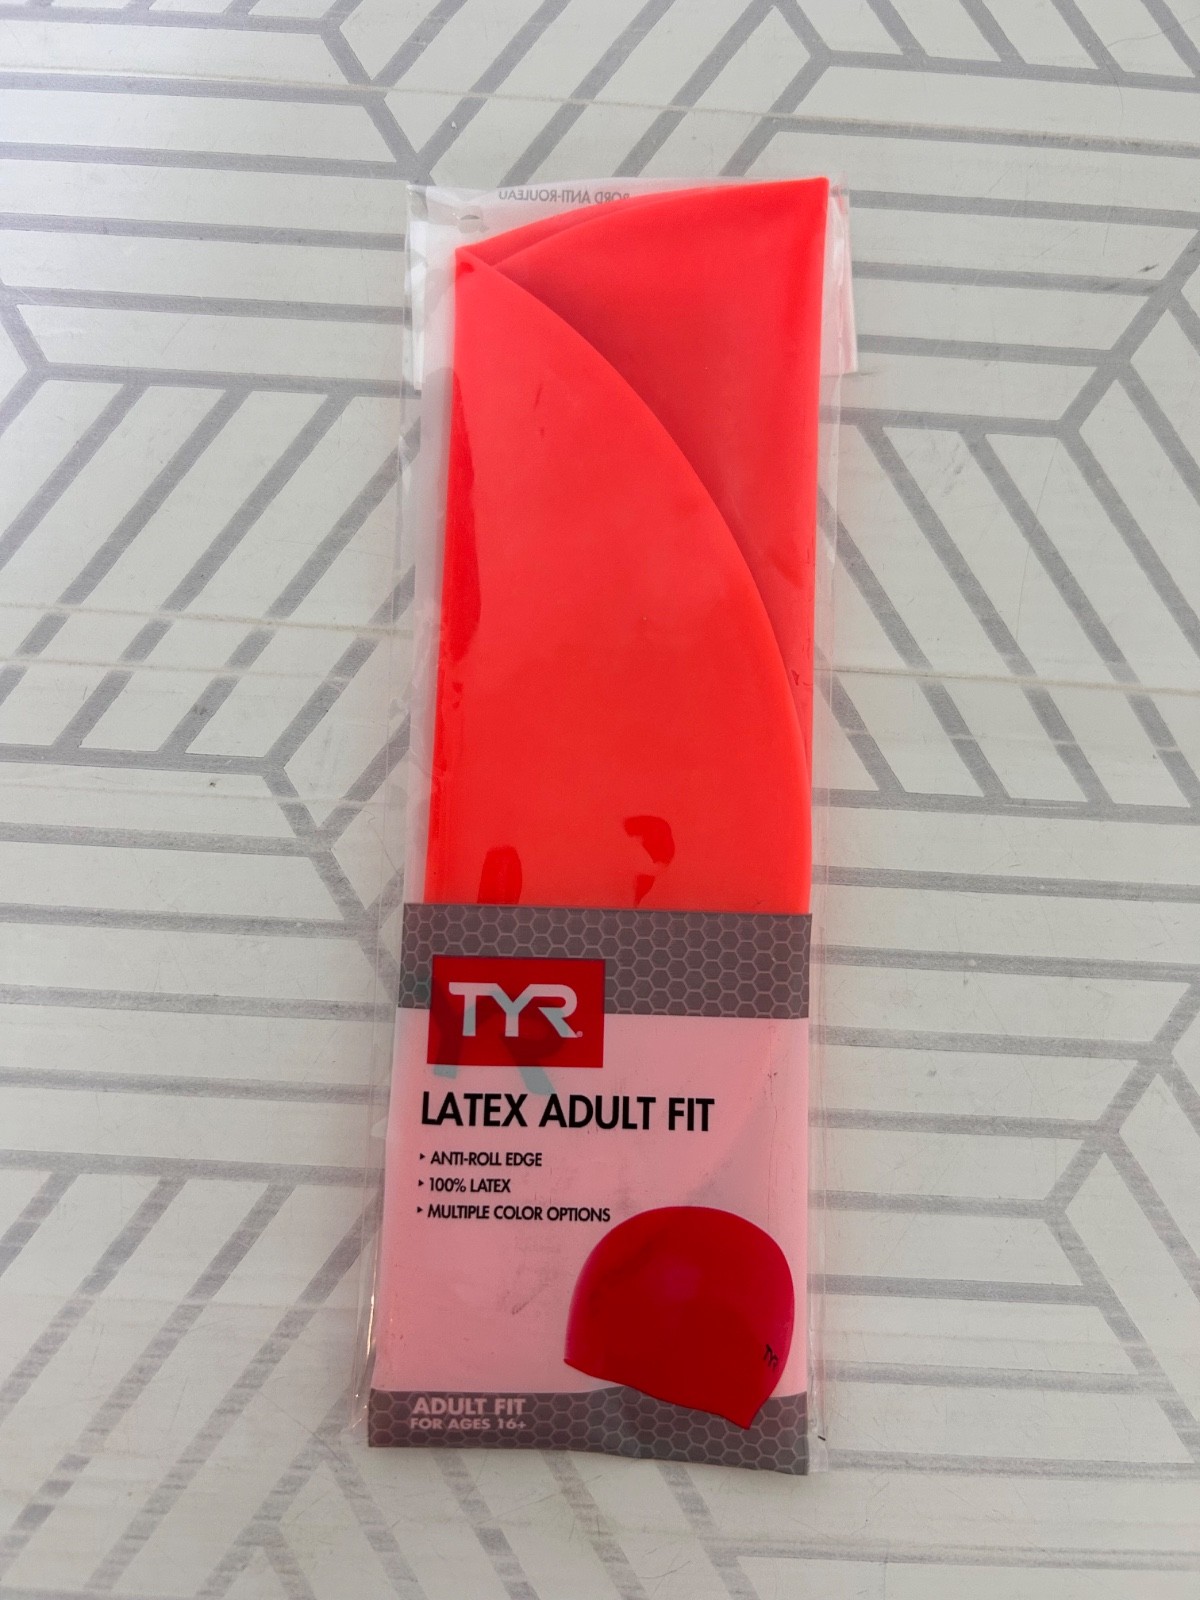 BORD ANTI-ROULEAU
TYR
LATEX ADULT FIT
‣ ANTI-ROLL EDGE
‣ 100% LATEX
‣ MULTIPLE COLOR OPTIONS
TYR
ADULT FIT
FOR AGES 16+